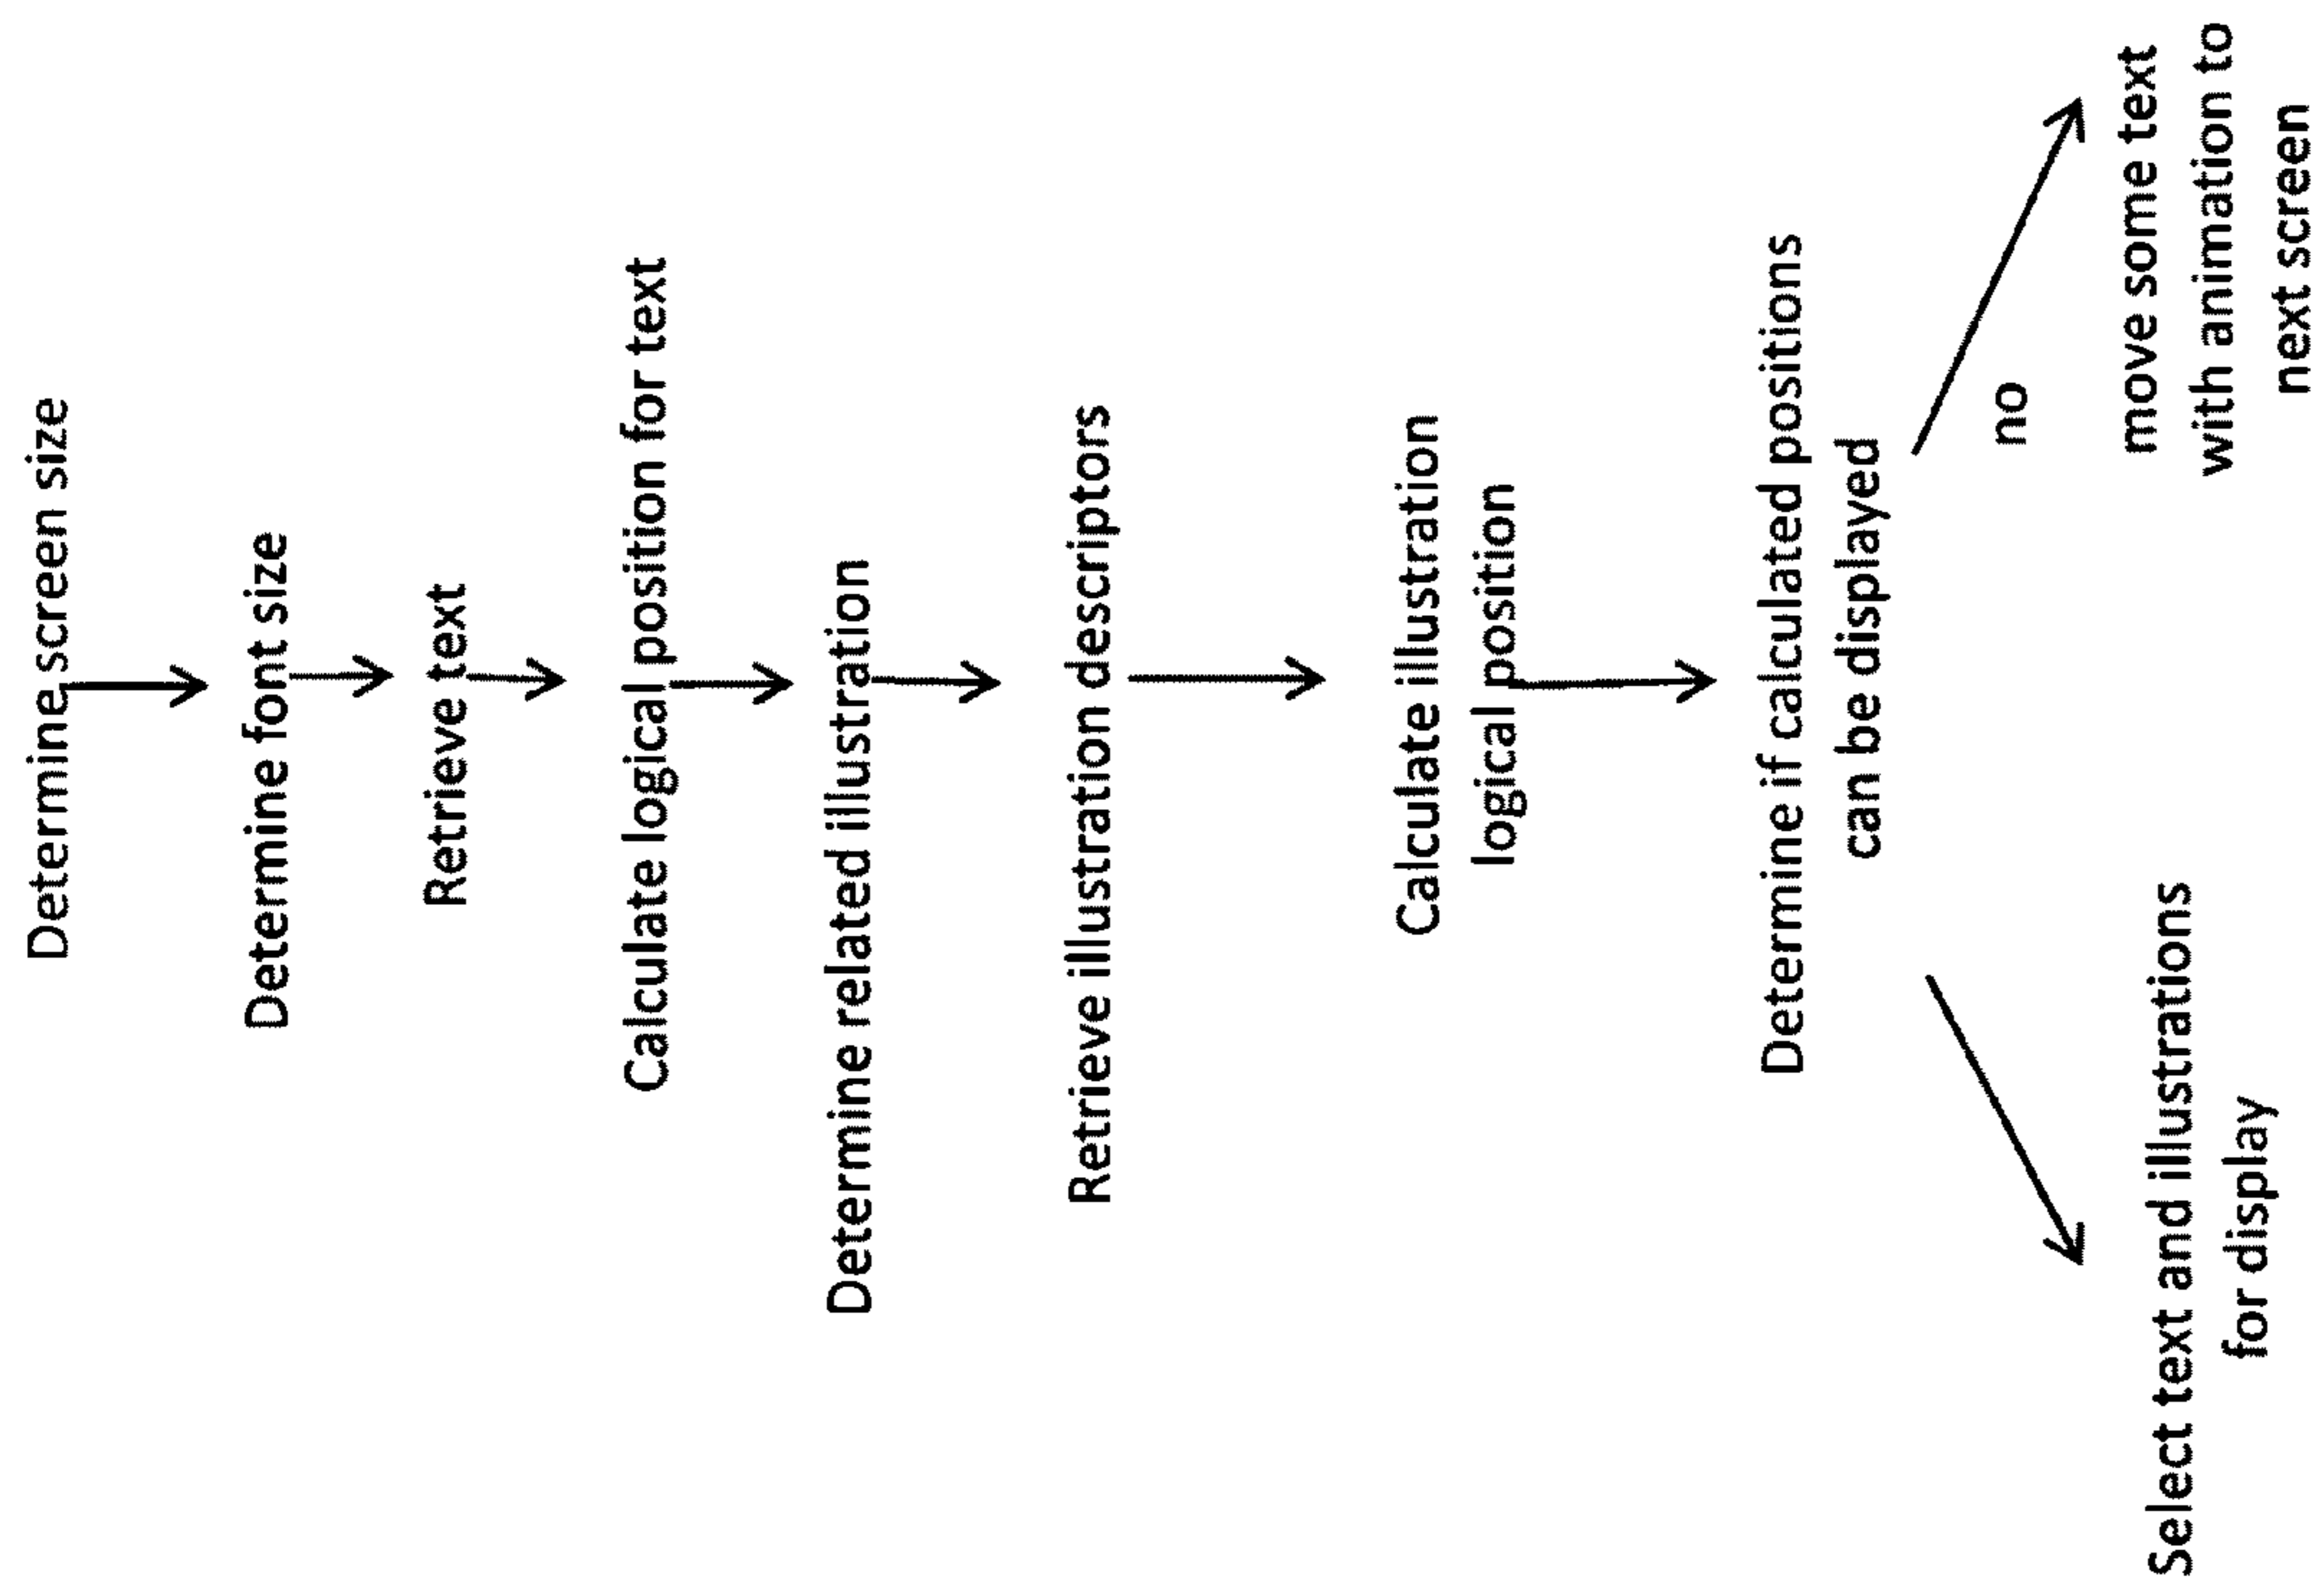 Determine screen size
Determine font size
Retrieve text
Calculate logical position for text
Determine related illustration
Retrieve illustration descriptors
Calculate illustration
logical position
Determine if calculated positions
can be displayed
no
Select text and illustrations
for display
move some text
with animation to
next screen